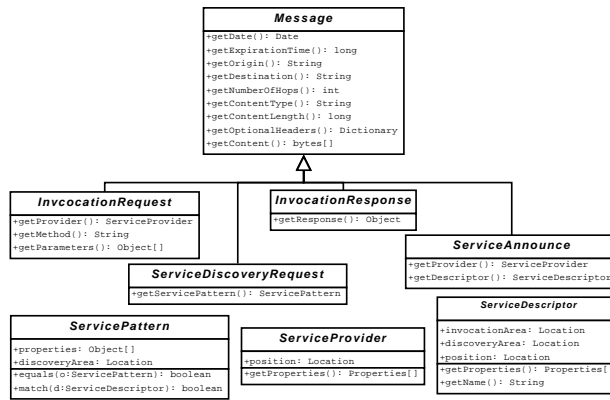 Message
+getDate(): Date
+getExpirationTime(): long
+getOrigin(): String
+getDestination(): String
+getNumberOfHops(): int
+getContentType(): String
+getContentLength(): long
+getOptionalHeaders(): Dictionary
+getContent(): bytes[]
InvcocationRequest
+getProvider(): ServiceProvider
+getMethod(): String
+getParameters(): Object[]
InvocationResponse
+getResponse(): Object
ServiceAnnounce
+getProvider(): ServiceProvider
+getDescriptor(): ServiceDescriptor
ServiceDiscoveryRequest
+getServicePattern(): ServicePattern
ServicePattern
+properties: Object[]
+discoveryArea: Location
+equals(o:ServicePattern): boolean
+match(d:ServiceDescriptor): boolean
ServiceProvider
+position: Location
+getProperties(): Properties[]
ServiceDescriptor
+invocationArea: Location
+discoveryArea: Location
+position: Location
+getProperties(): Properties[]
+getName(): String